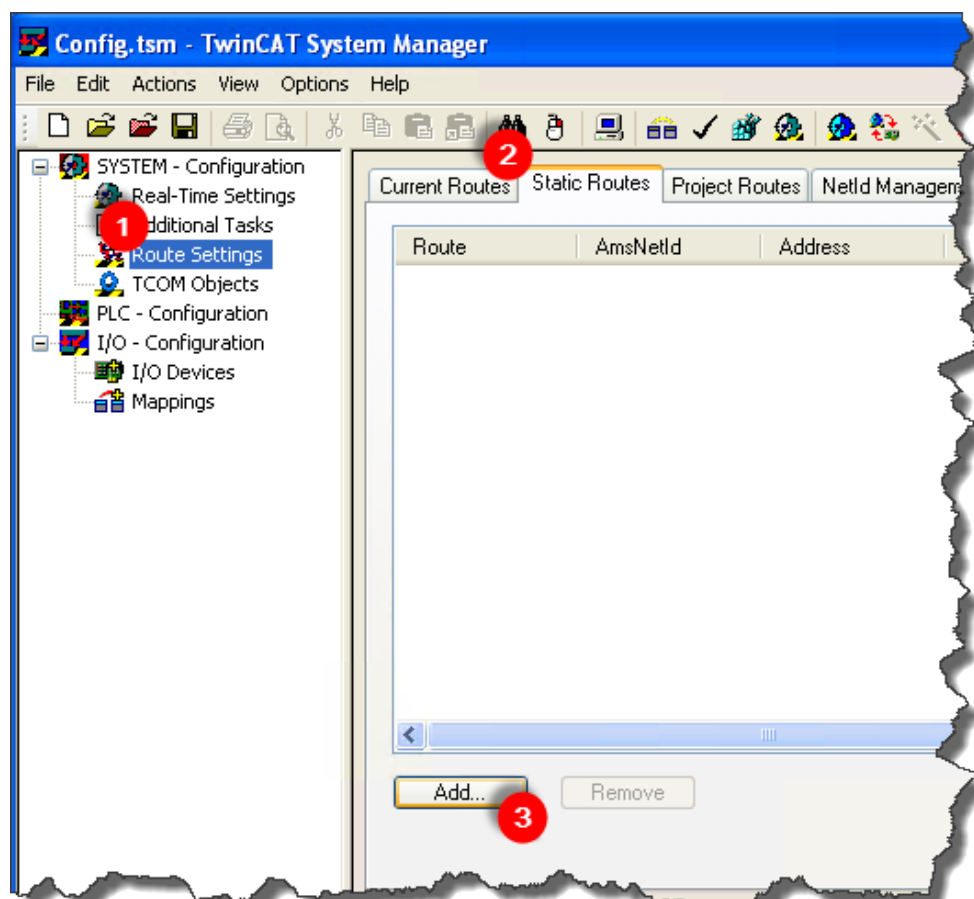 Config.tsm - TwinCAT System Manager
File Edit Actions View Options Help
2
SYSTEM - Configuration
Real-Time Settings
1
dditional Tasks
Route Settings
TCOM Objects
PLC - Configuration
I/O - Configuration
I/O Devices
Mappings
Current Routes Static Routes Project Routes NetId Managem
Route AmsNetId Address
Add... Remove
3